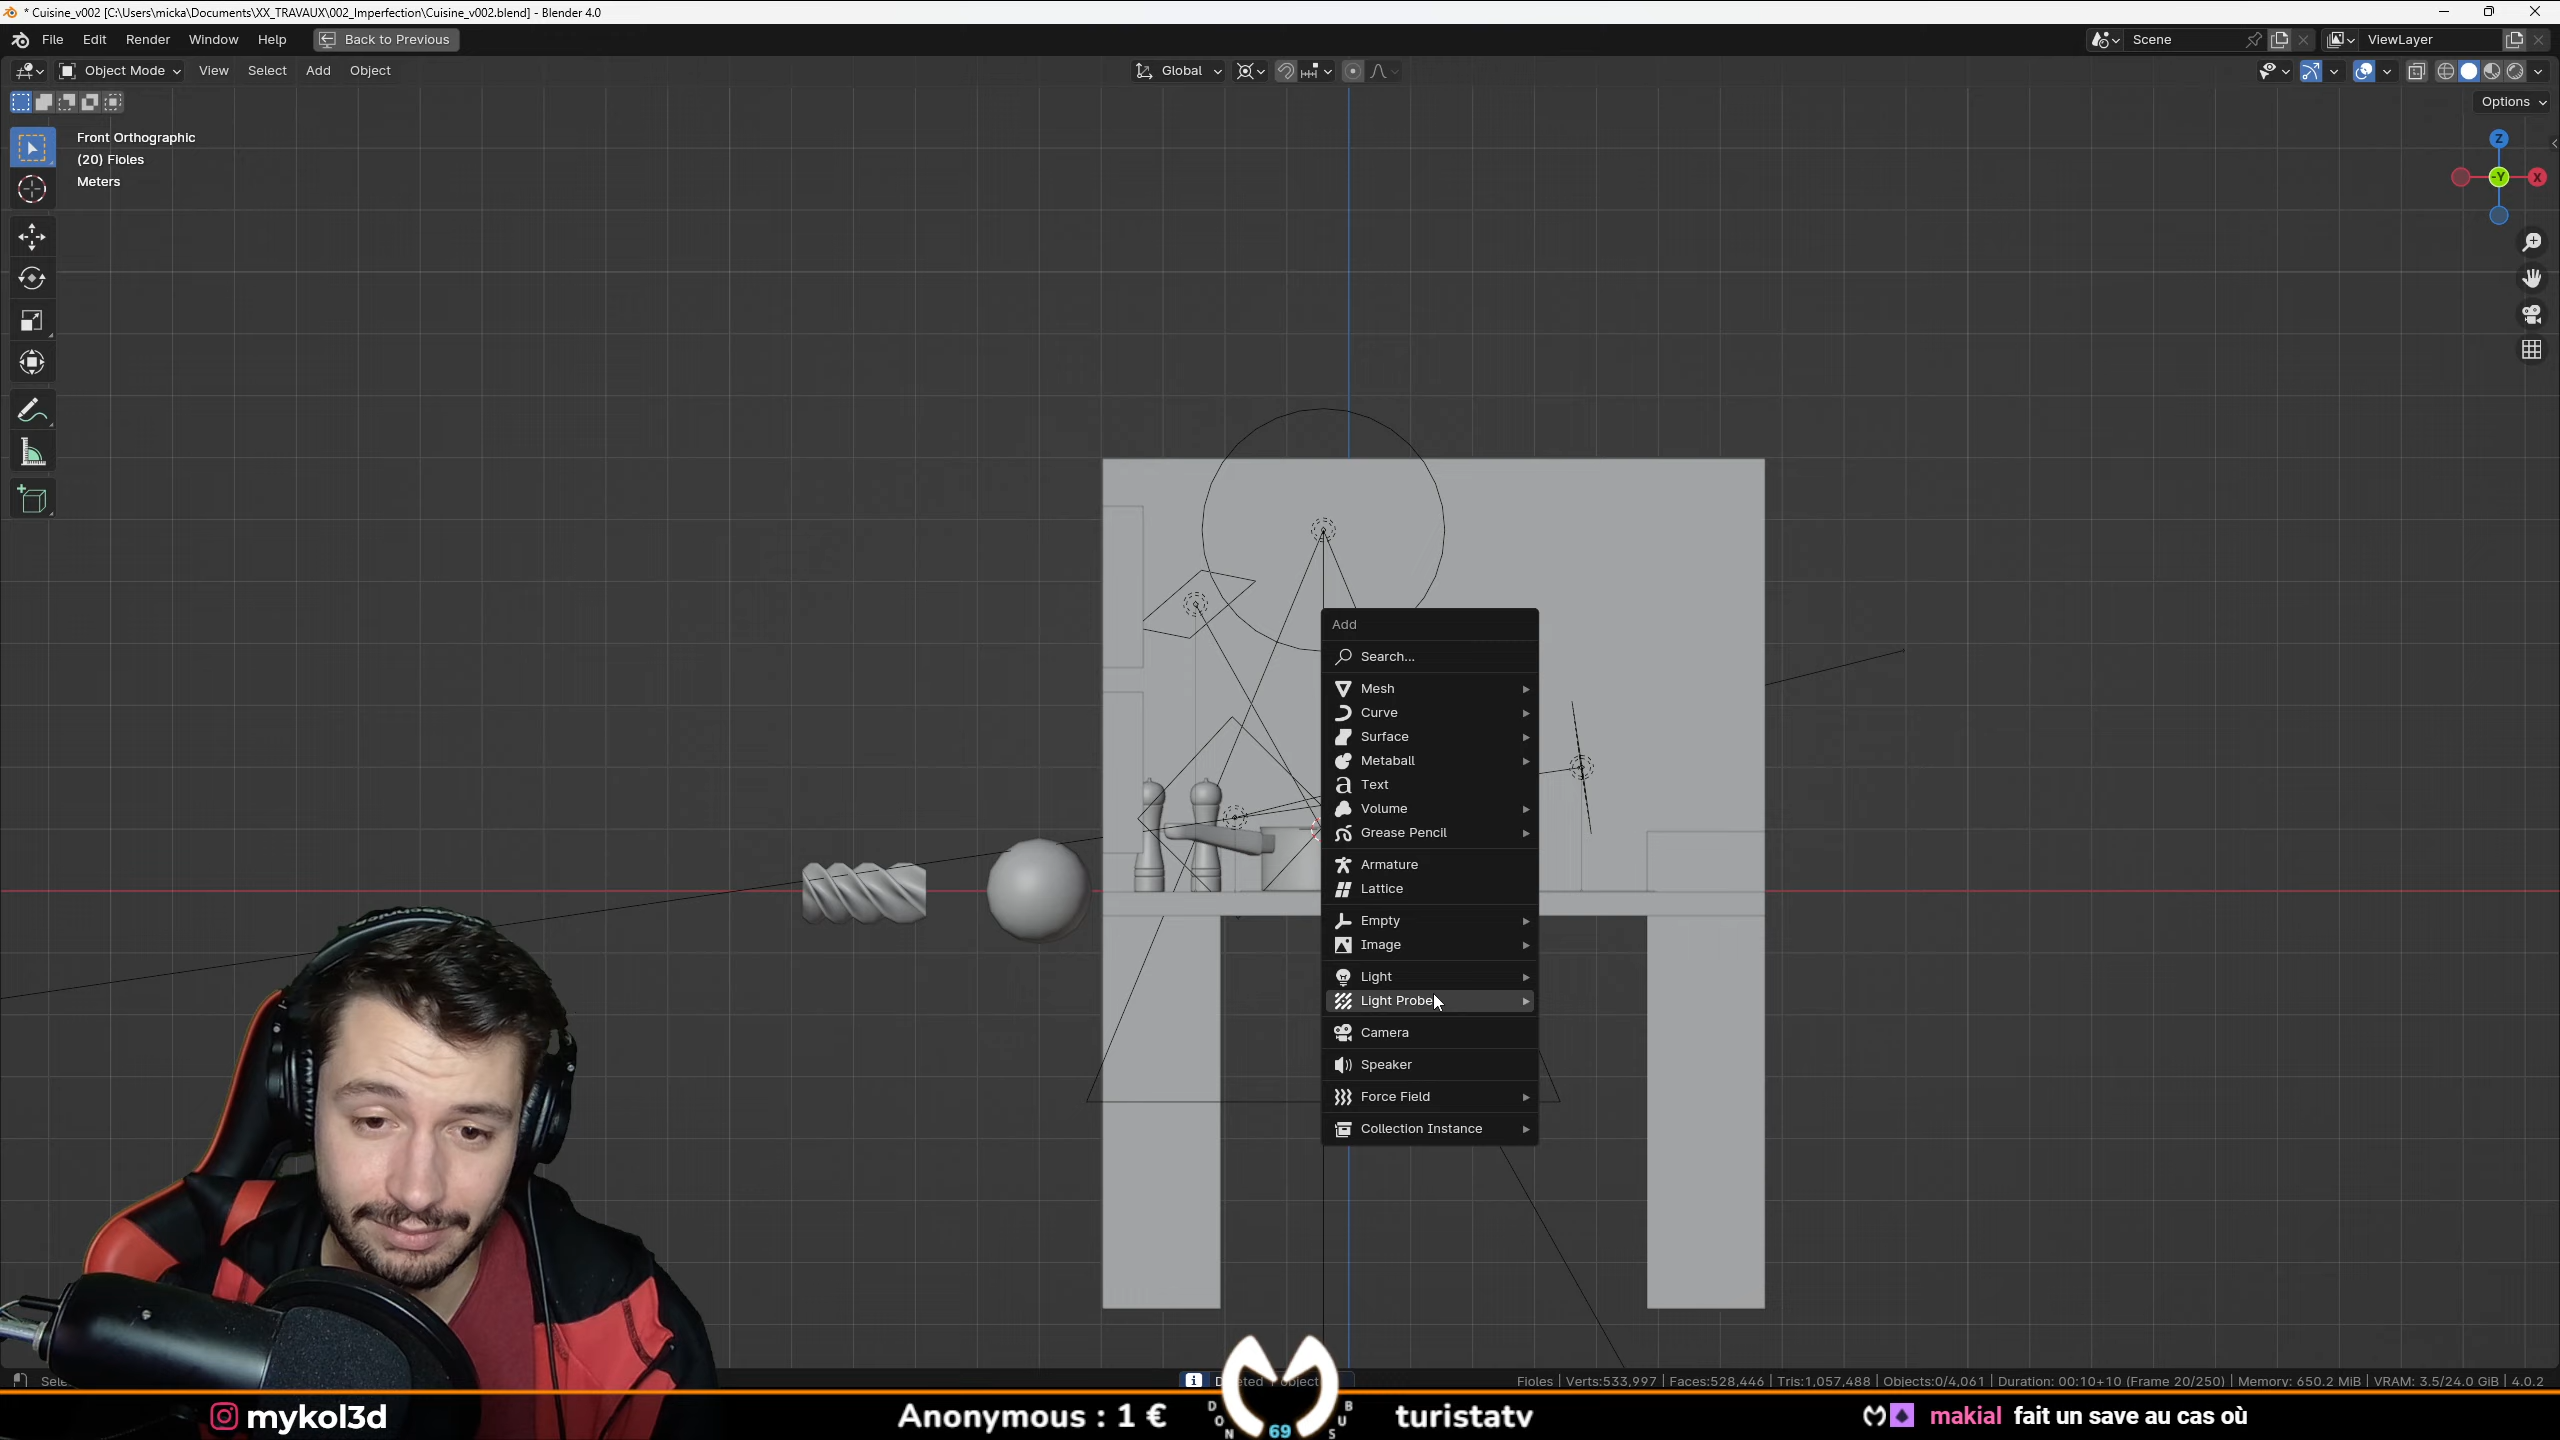 * Cuisine_v002 [C:\Users\micka\Documents\XX_TRAVAUX\002_Imperfection\Cuisine_v002.blend] - Blender 4.0
File Edit Render Window Help Back to Previous Scene ViewLayer
Object Mode View Select Add Object Global
Options
Front Orthographic
(20) Fioles
Meters
Z
-Y
X
Add
Search...
Mesh
Curve
Surface
Metaball
Text
Volume
Grease Pencil
Armature
Lattice
Empty
Image
Light
Light Probe
Camera
Speaker
Force Field
Collection Instance
Fioles | Verts:533,997 | Faces:528,446 | Tris:1,057,488 | Objects:0/4,061 | Duration: 00:10+10 (Frame 20/250) | Memory: 650.2 MiB | VRAM: 3.5/24.0 GiB | 4.0.2
mykol3d
Anonymous : 1 €
DON
69
BUS
turistatv
makial fait un save au cas où